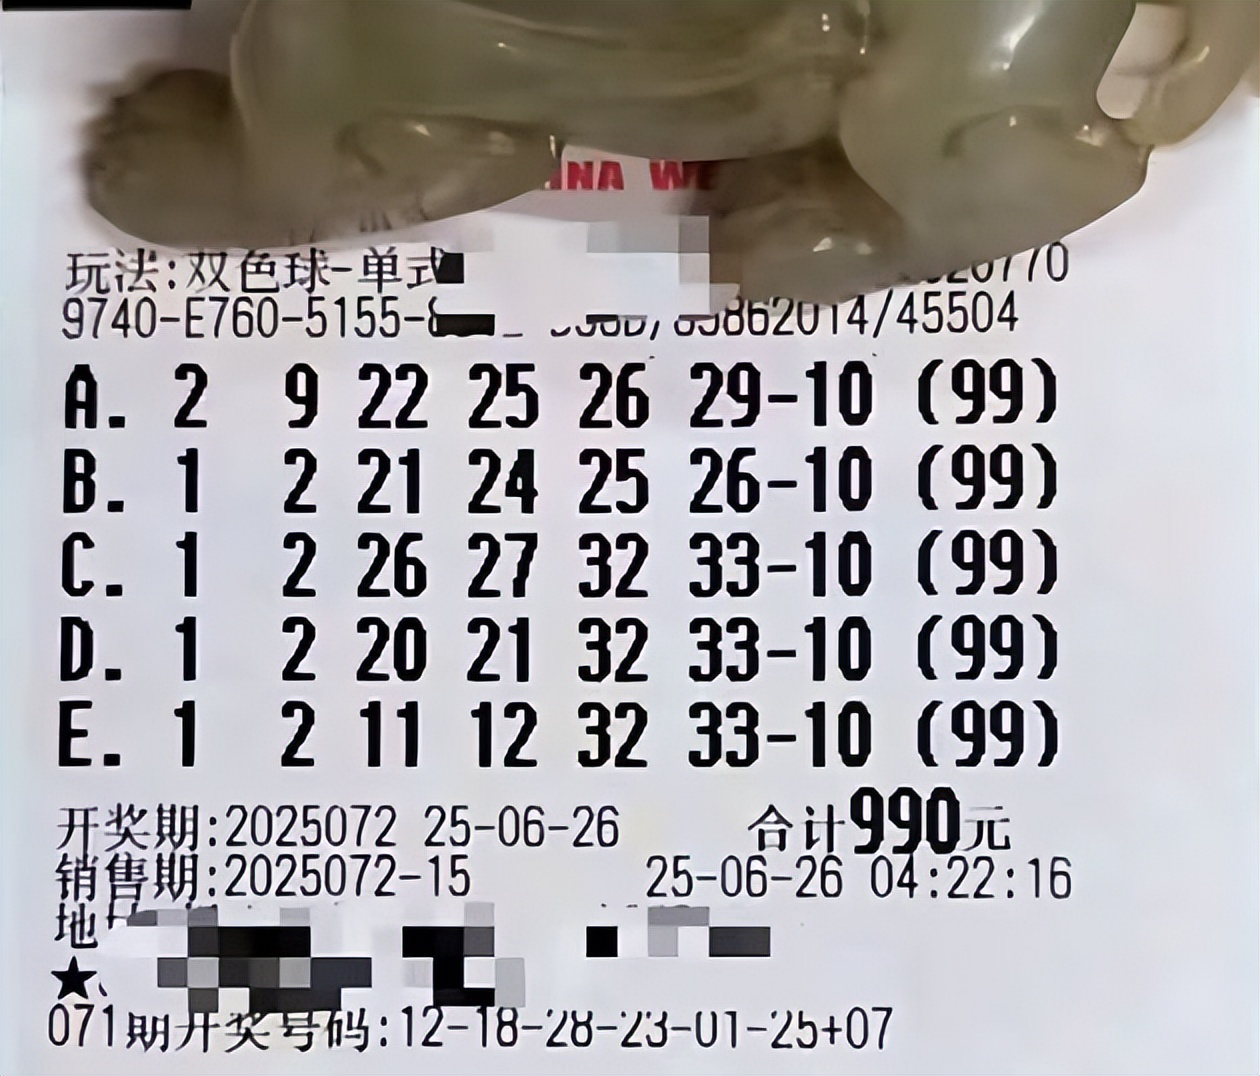 INA WE
玩法:双色球-单式
9740-E760-5155- /45504
A. 2 9 22 25 26 29-10 (99)
B. 1 2 21 24 25 26-10 (99)
C. 1 2 26 27 32 33-10 (99)
D. 1 2 20 21 32 33-10 (99)
E. 1 2 11 12 32 33-10 (99)
开奖期:2025072 25-06-26 合计990元
销售期:2025072-15 25-06-26 04:22:16
地
★
071期开奖号码:12-18-28-23-01-25+07